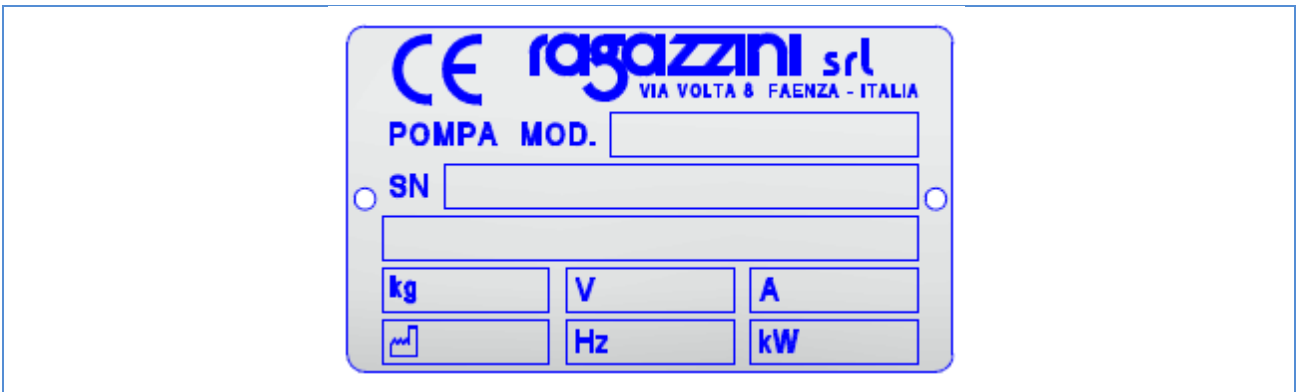 CE ragazzini srl
VIA VOLTA 8 FAENZA - ITALIA
POMPA MOD.
SN
kg V A
Hz kW